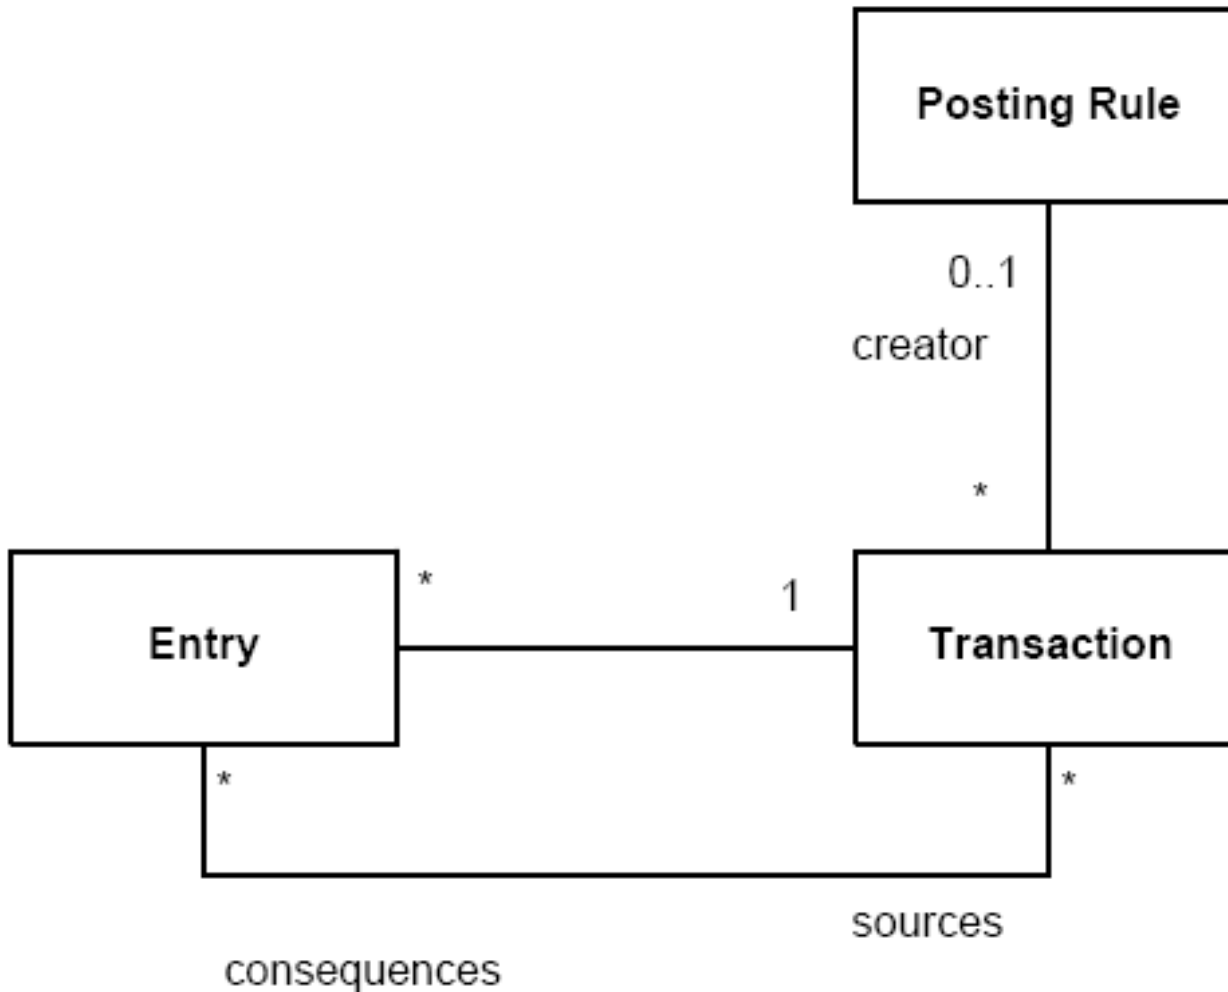 Posting Rule
0..1
creator
*
Entry
*
1
Transaction
*
*
sources
consequences